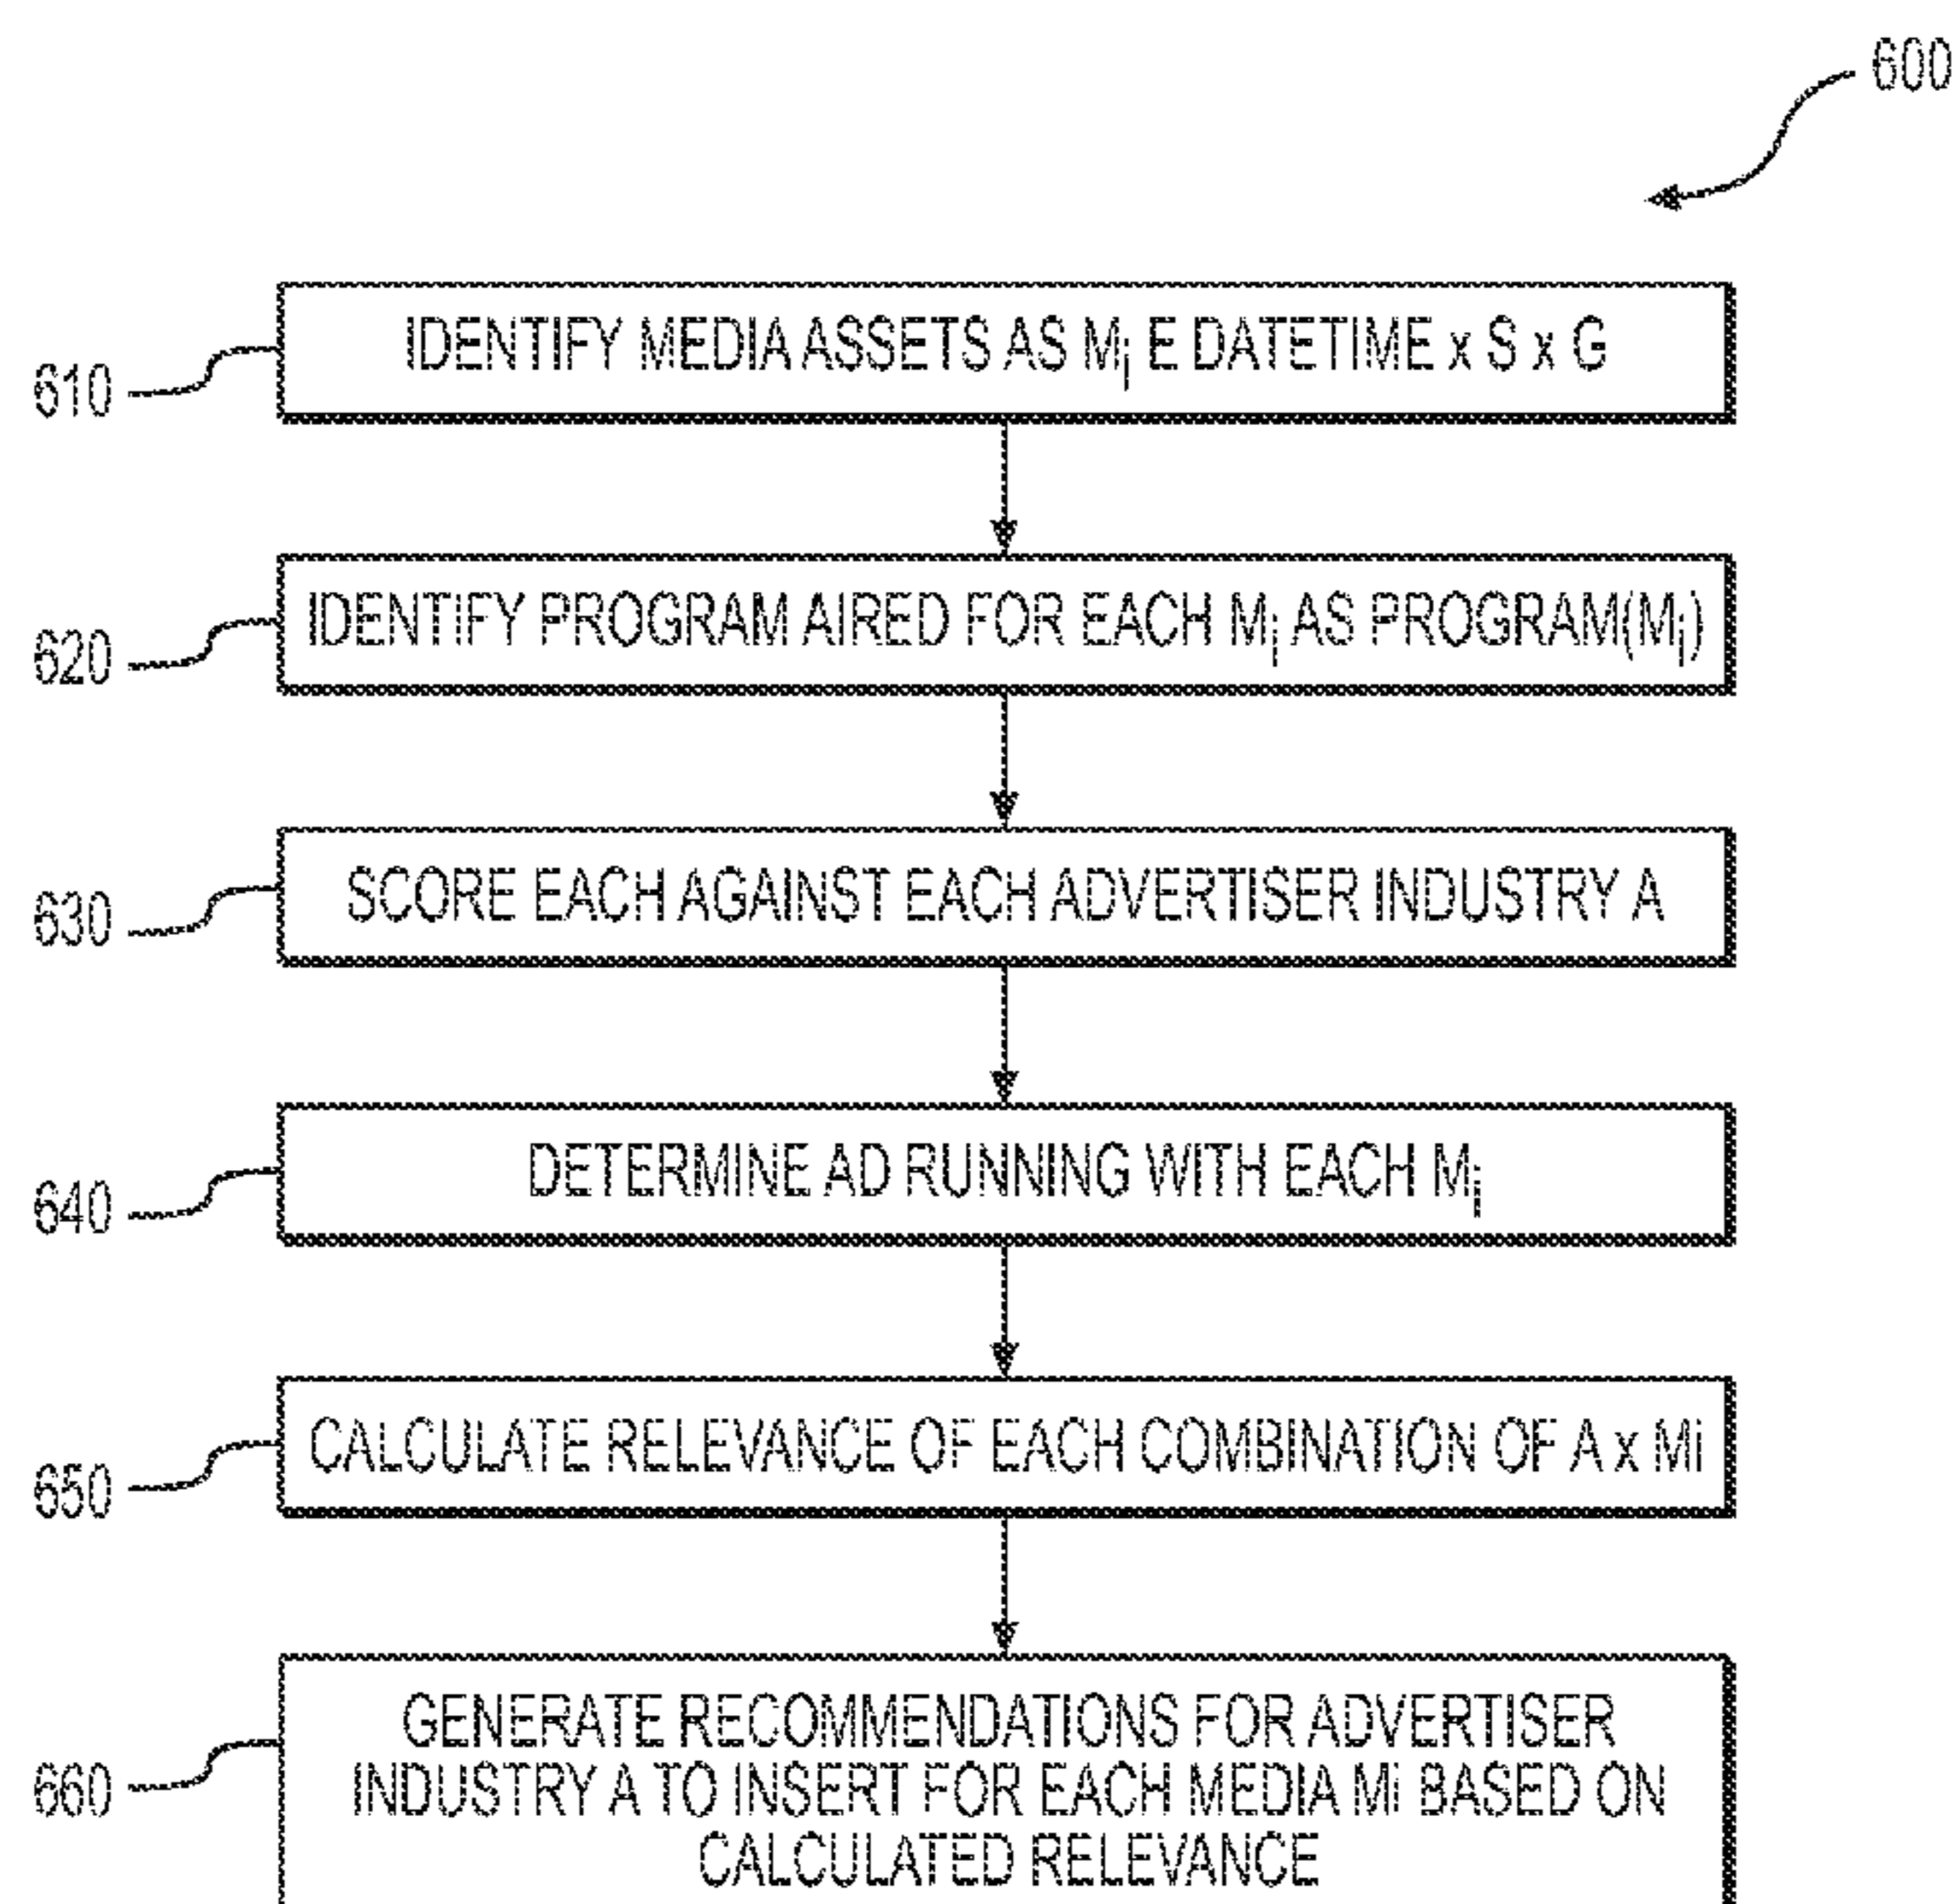 600
610
IDENTIFY MEDIA ASSETS AS Mi E DATETIME x S x G
620
IDENTIFY PROGRAM AIRED FOR EACH Mi AS PROGRAM(Mi)
630
SCORE EACH AGAINST EACH ADVERTISER INDUSTRY A
640
DETERMINE AD RUNNING WITH EACH Mi
650
CALCULATE RELEVANCE OF EACH COMBINATION OF A x Mi
660
GENERATE RECOMMENDATIONS FOR ADVERTISER
INDUSTRY A TO INSERT FOR EACH MEDIA Mi BASED ON
CALCULATED RELEVANCE